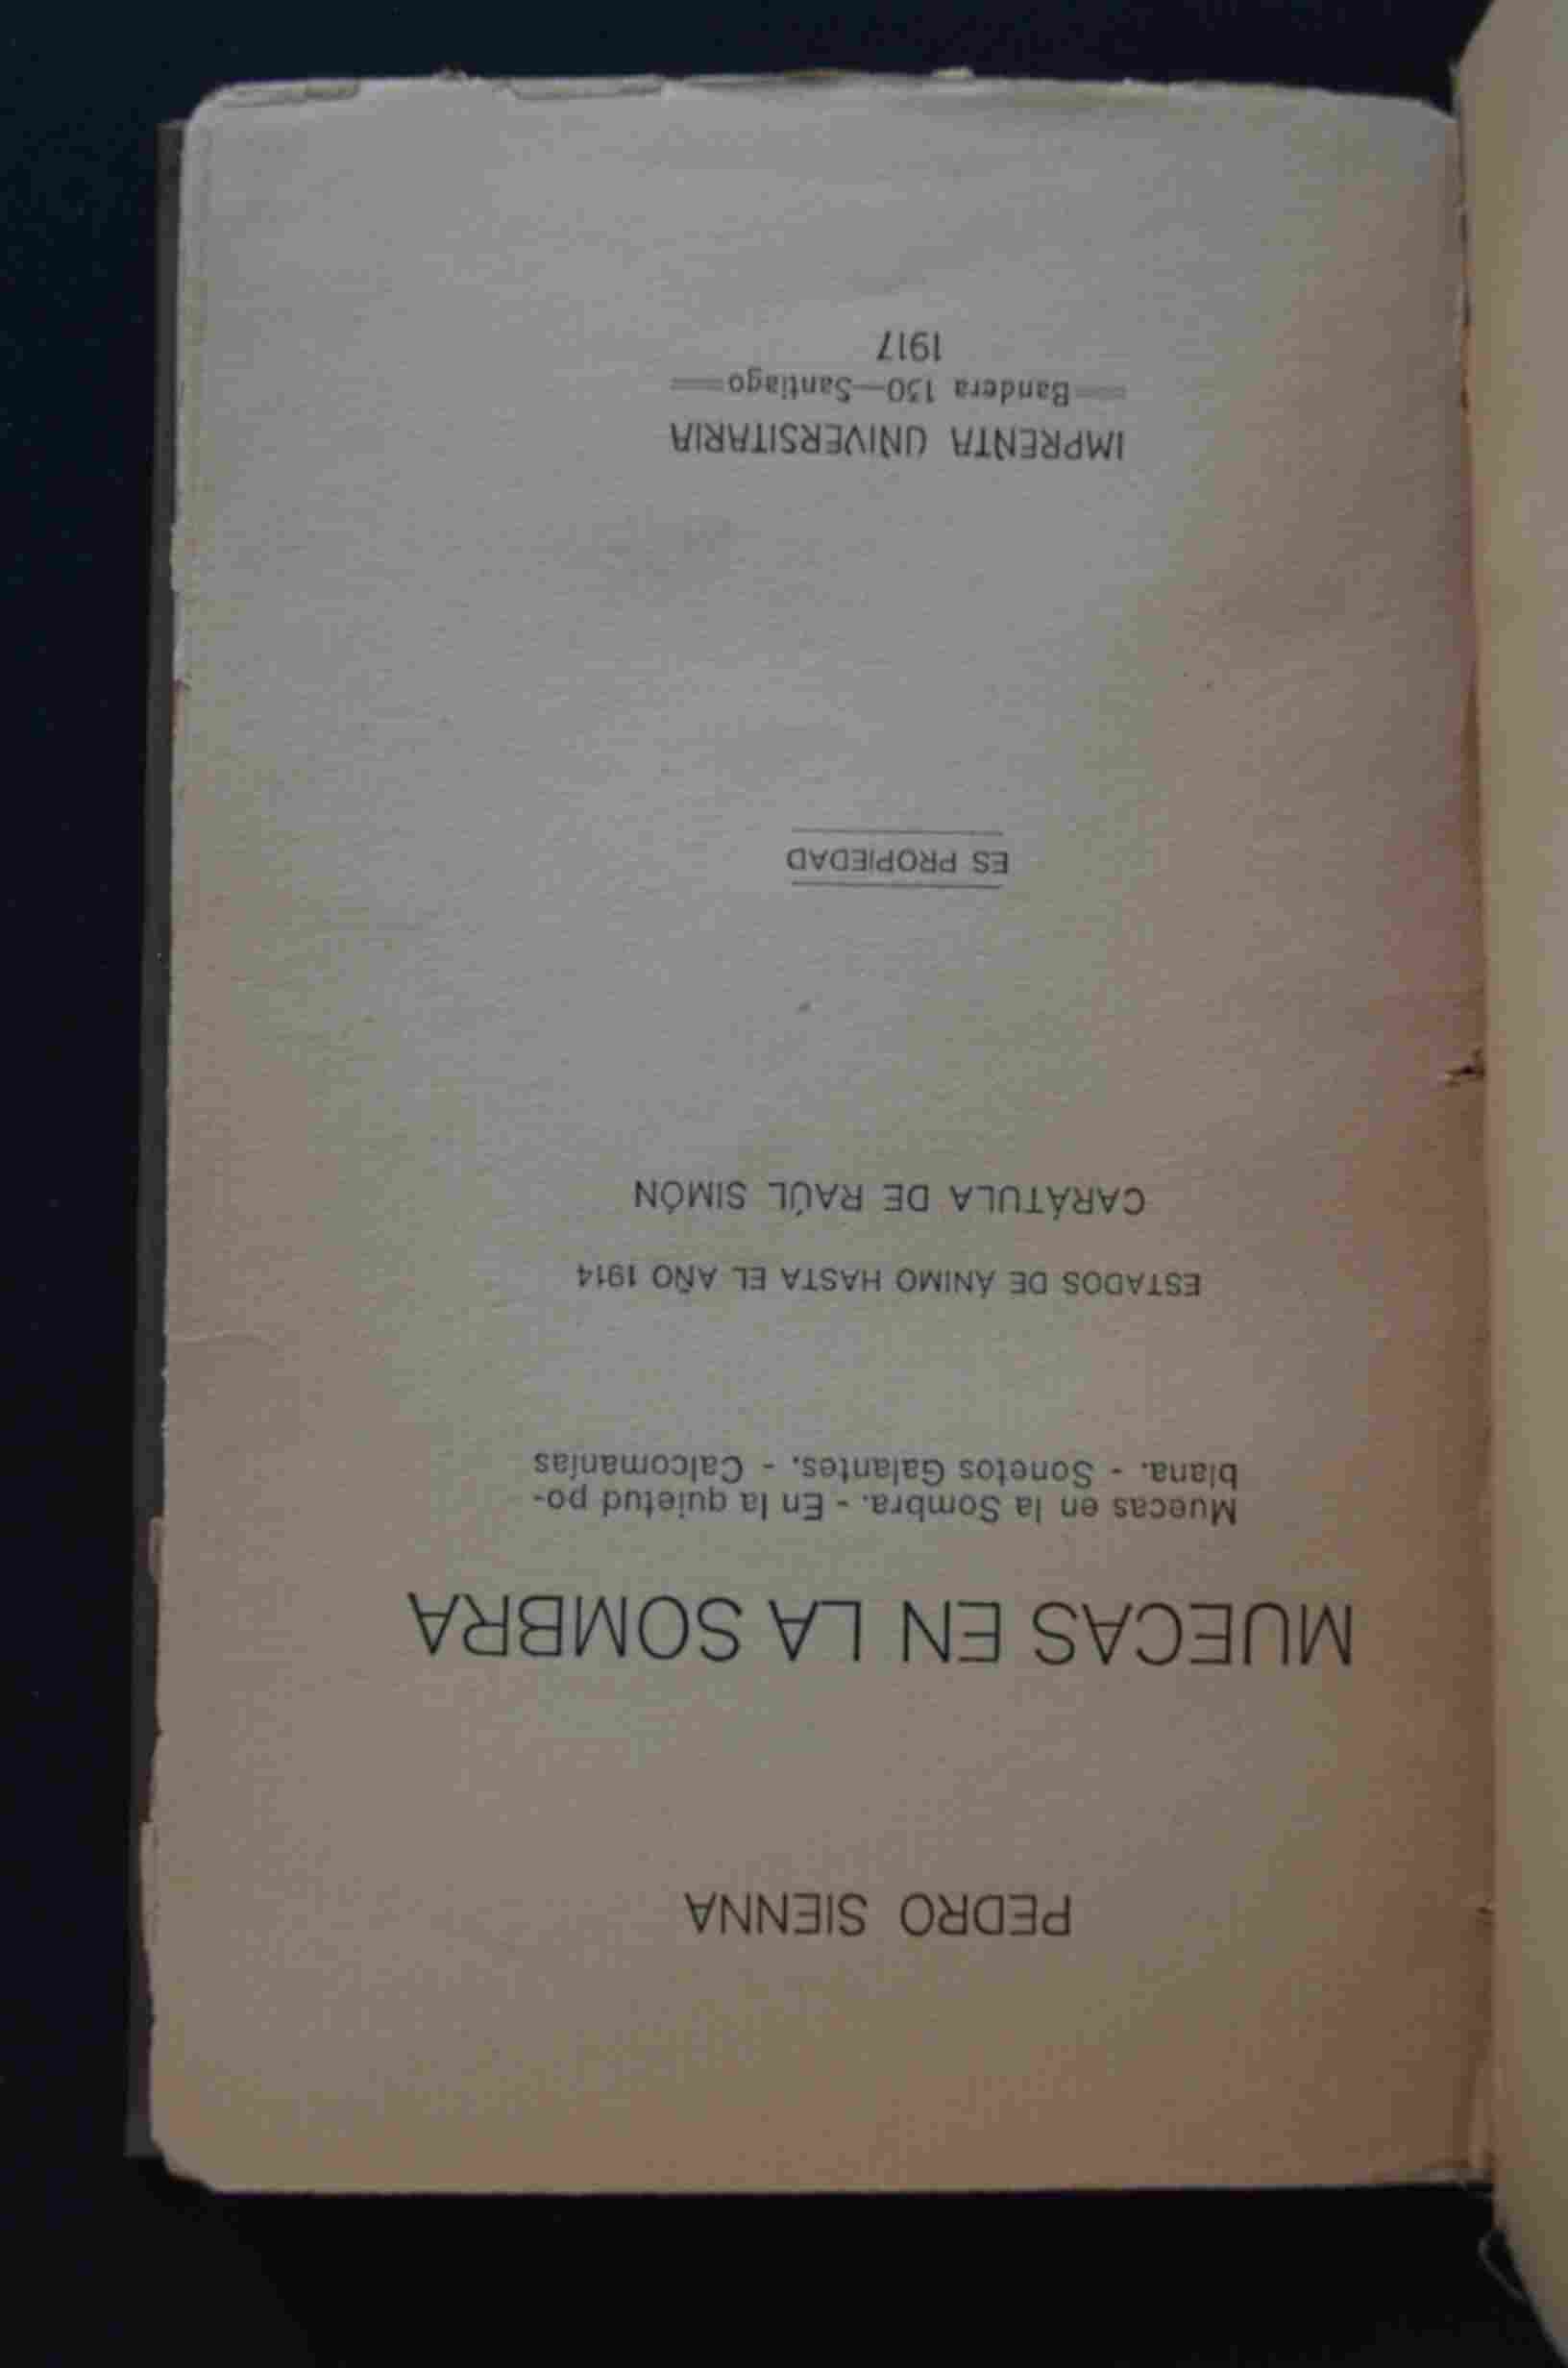 PEDRO SIENNA
MUECAS EN LA SOMBRA
Muecas en la Sombra. - En la quietud po-
blana. - Sonetos Galantes. - Calcomanías
ESTADOS DE ÁNIMO HASTA EL AÑO 1914
CARÁTULA DE RAÚL SIMÓN
ES PROPIEDAD
IMPRENTA UNIVERSITARIA
Bandera 130—Santiago
1917